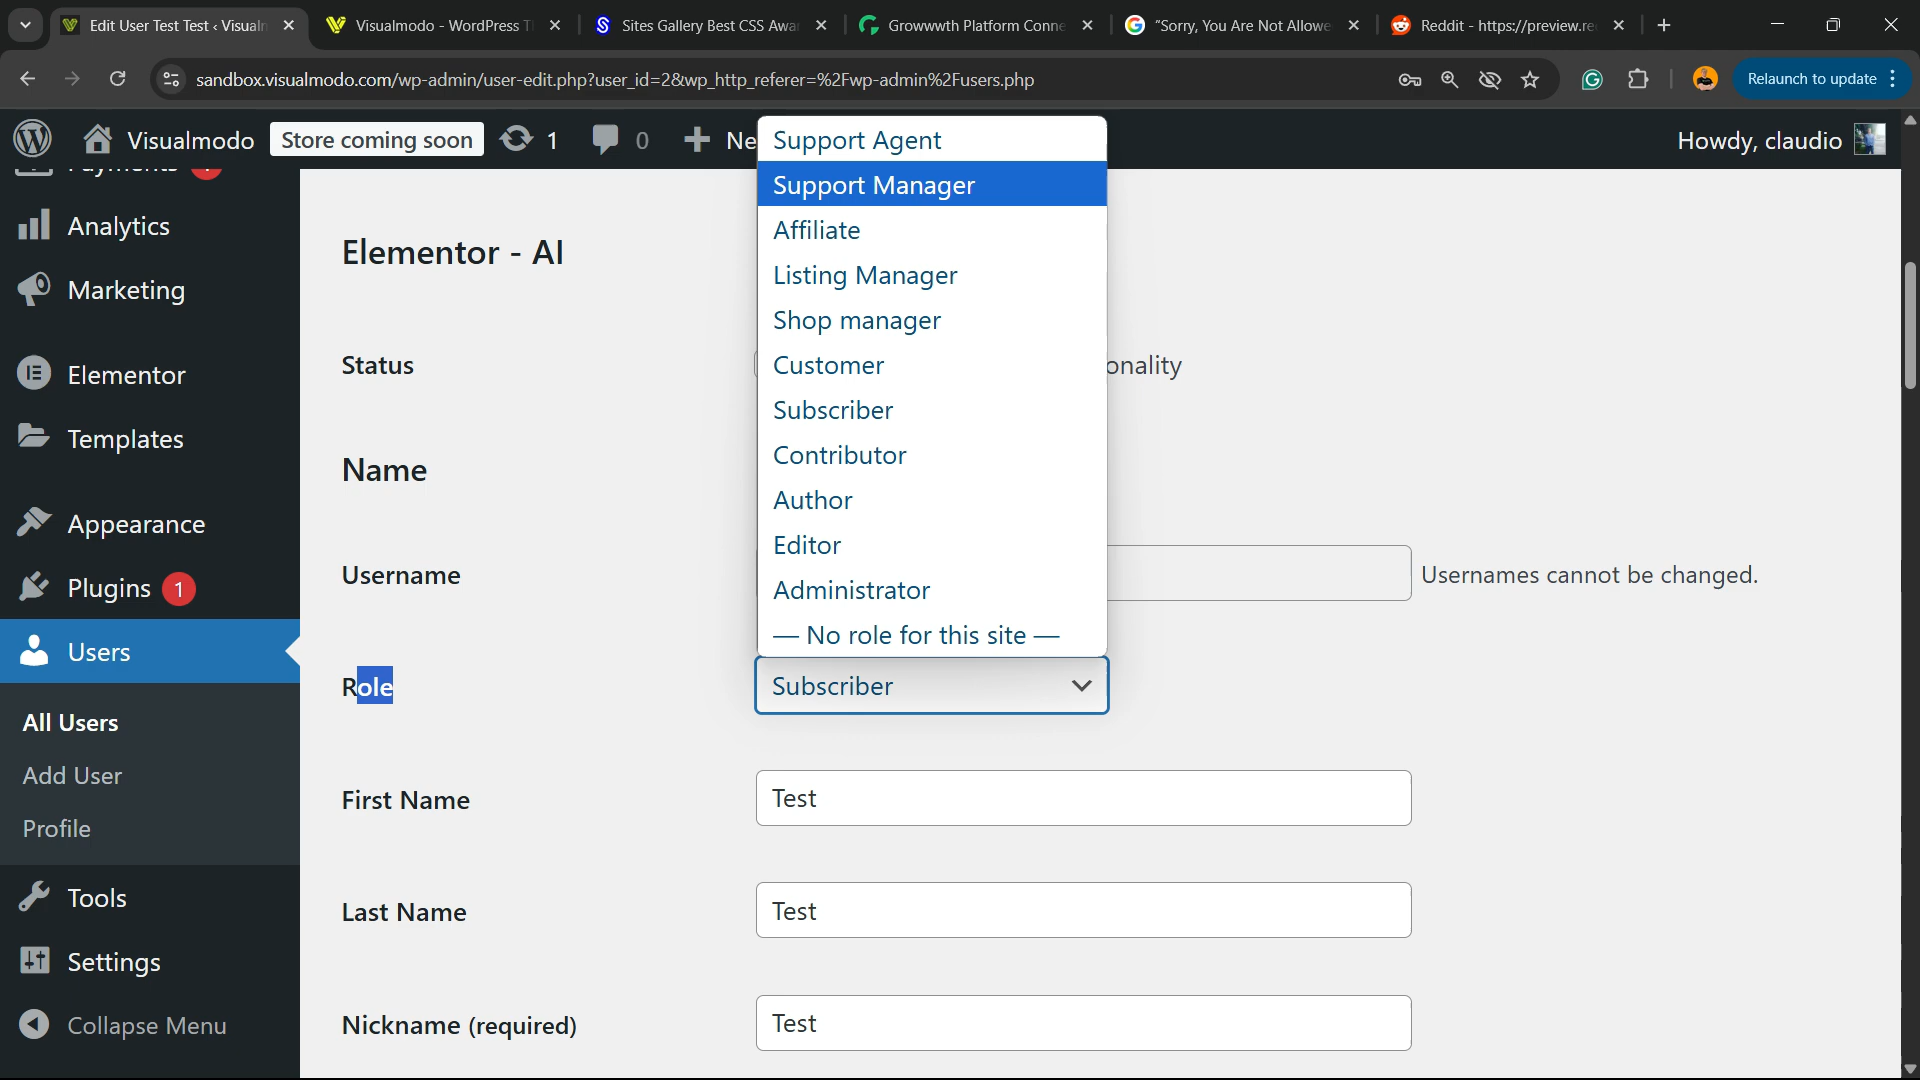 Edit User Test Test ‹ Visualm
Visualmodo - WordPress T
Sites Gallery Best CSS Awa
Growwwth Platform Conne
“Sorry, You Are Not Allowe
Reddit - https://preview.re
sandbox.visualmodo.com/wp-admin/user-edit.php?user_id=2&wp_http_referer=%2Fwp-admin%2Fusers.php
Relaunch to update
Visualmodo
Store coming soon
1
0
Ne
Howdy, claudio
Payments
Analytics
Marketing
Elementor
Templates
Appearance
Plugins 1
Users
All Users
Add User
Profile
Tools
Settings
Collapse Menu
Elementor - AI
Status
onality
Name
Username
Usernames cannot be changed.
Role
Support Agent
Support Manager
Affiliate
Listing Manager
Shop manager
Customer
Subscriber
Contributor
Author
Editor
Administrator
— No role for this site —
Subscriber
First Name
Test
Last Name
Test
Nickname (required)
Test